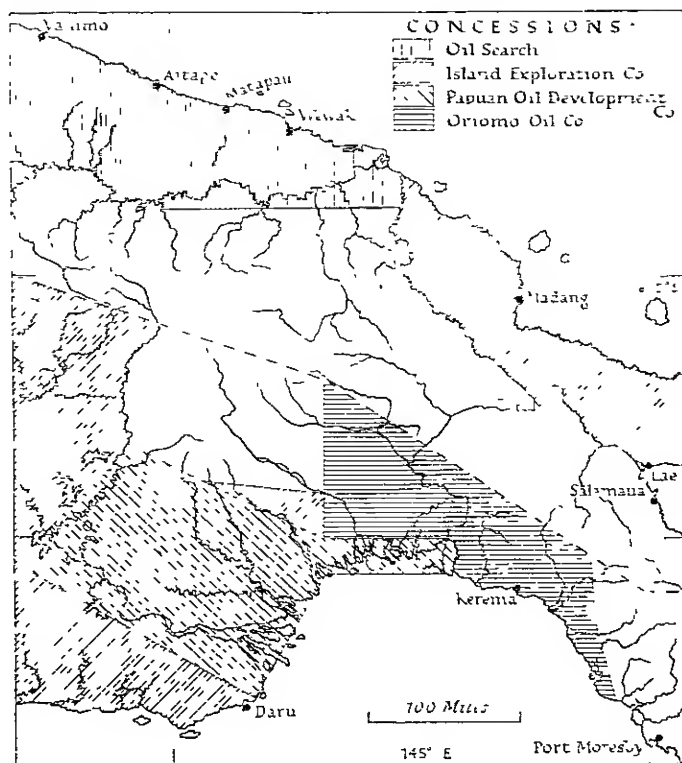 CONCESSIONS
Oil Search
Island Exploration Co
Papuan Oil Development Co
Oriomo Oil Co
Aitape
Matapau
Wewak
Madang
Lae
Salamaua
Kerema
Daru
100 Miles
145° E
Port Moresby